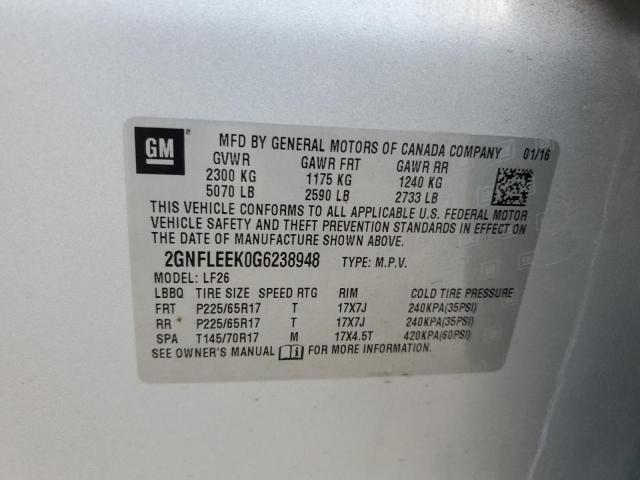 GM
MFD BY GENERAL MOTORS OF CANADA COMPANY 01/16
GVWR GAWR FRT GAWR RR
2300 KG 1175 KG 1240 KG
5070 LB 2590 LB 2733 LB
THIS VEHICLE CONFORMS TO ALL APPLICABLE U.S. FEDERAL MOTOR
VEHICLE SAFETY AND THEFT PREVENTION STANDARDS IN EFFECT ON
THE DATE OF MANUFACTURE SHOWN ABOVE.
2GNFLEEK0G6238948 TYPE: M.P.V.
MODEL: LF26
LBBQ TIRE SIZE SPEED RTG RIM COLD TIRE PRESSURE
FRT P225/65R17 T 17X7J 240KPA(35PSI)
RR P225/65R17 T 17X7J 240KPA(35PSI)
SPA T145/70R17 M 17X4.5T 420KPA(60PSI)
SEE OWNER'S MANUAL FOR MORE INFORMATION.